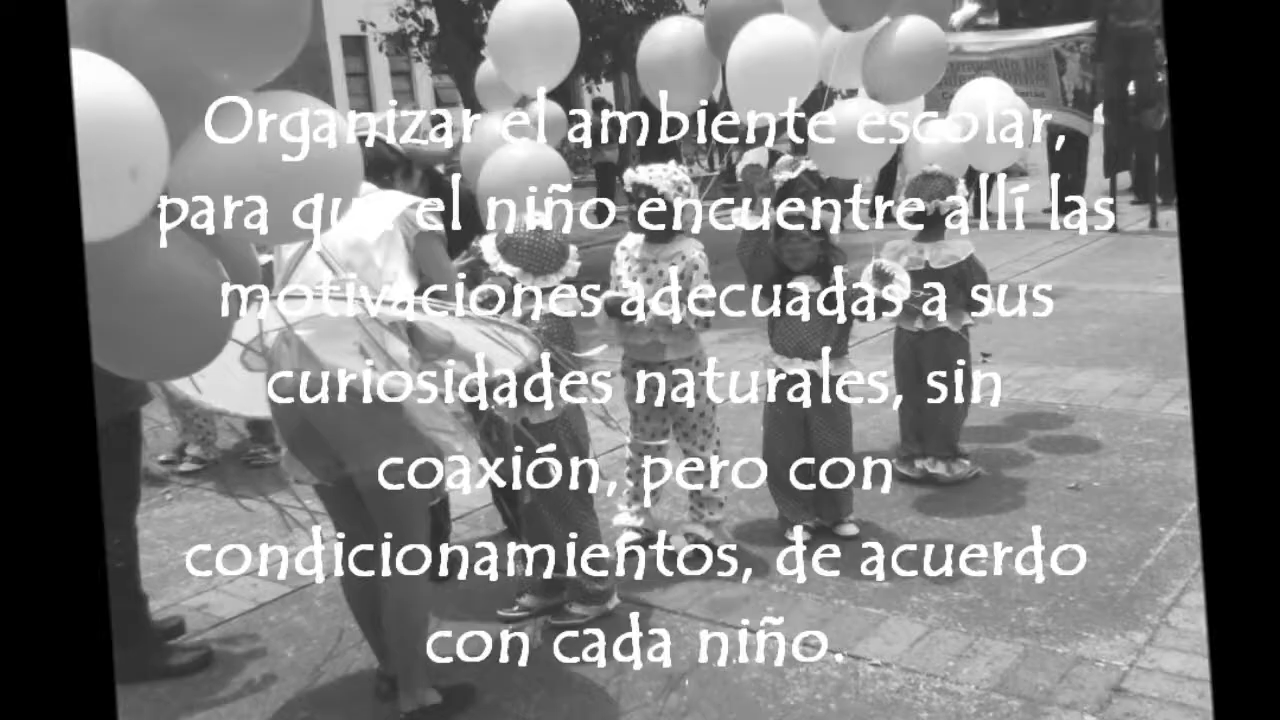 Organizar el ambiente escolar,
para que el niño encuentre allí las
motivaciones adecuadas a sus
curiosidades naturales, sin
coaxión, pero con
condicionamientos, de acuerdo
con cada niño.